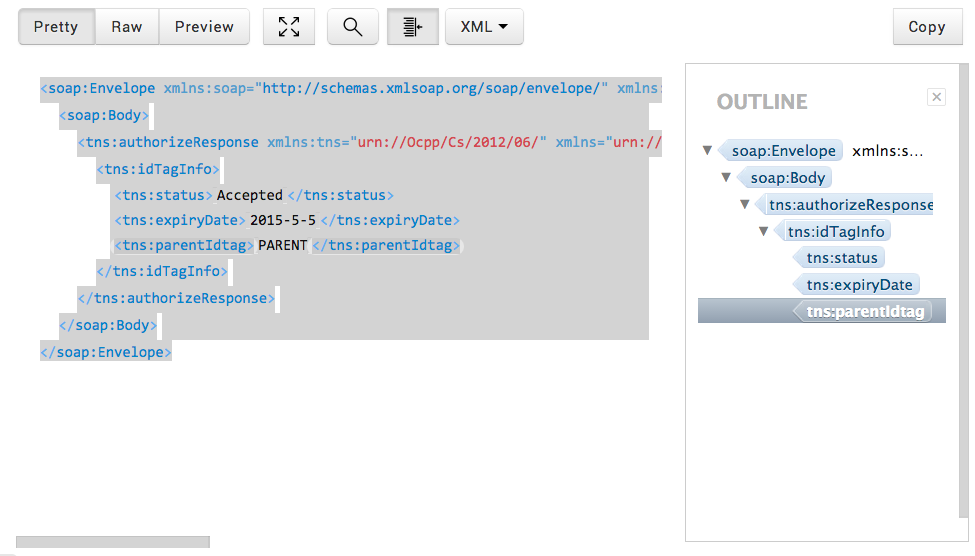 Pretty Raw Preview XML Copy
<soap:Envelope xmlns:soap="http://schemas.xmlsoap.org/soap/envelope/" xmlns:
<soap:Body>
<tns:authorizeResponse xmlns:tns="urn://Ocpp/Cs/2012/06/" xmlns="urn://
<tns:idTagInfo>
<tns:status> Accepted </tns:status>
<tns:expiryDate> 2015-5-5 </tns:expiryDate>
<tns:parentIdtag> PARENT </tns:parentIdtag>
</tns:idTagInfo>
</tns:authorizeResponse>
</soap:Body>
</soap:Envelope>
OUTLINE
soap:Envelope xmlns:s...
soap:Body
tns:authorizeResponse
tns:idTagInfo
tns:status
tns:expiryDate
tns:parentIdtag